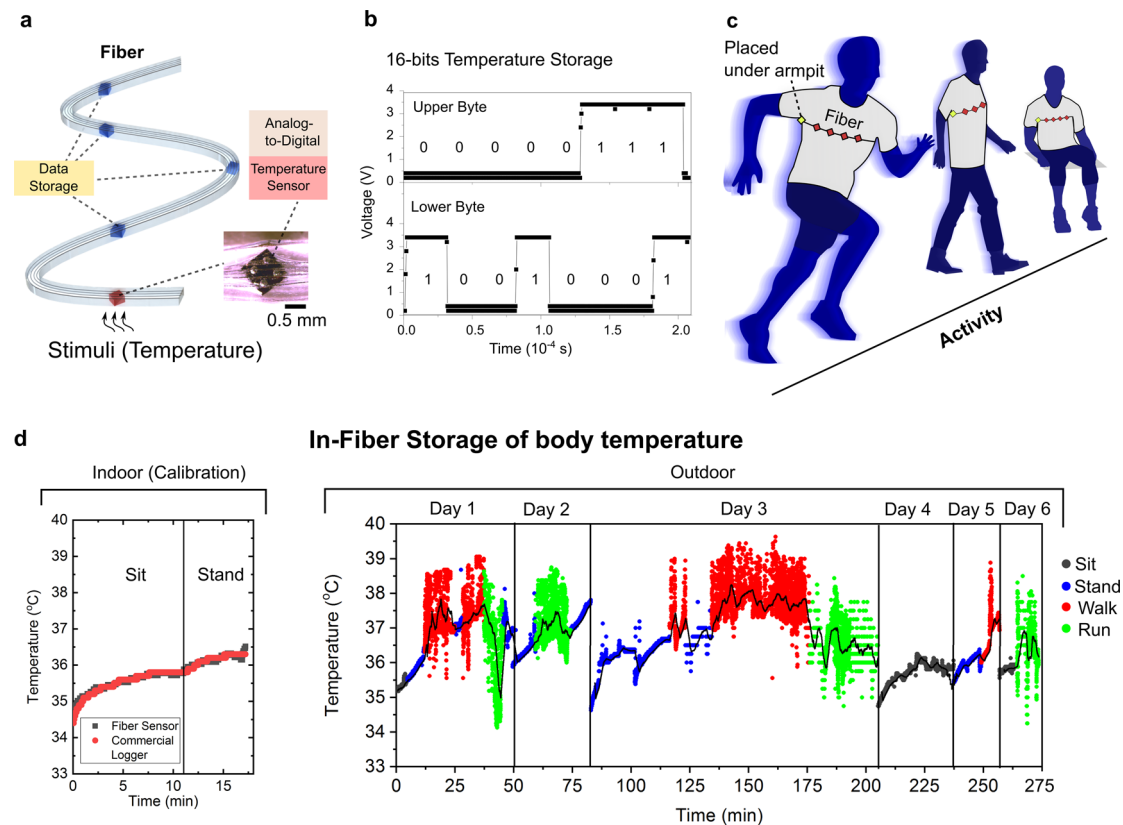 a
Fiber
Analog-
to-Digital
Data
Storage
Temperature
Sensor
0.5 mm
Stimuli (Temperature)
b
16-bits Temperature Storage
Upper Byte
0 0 0 0 0 1 1 1
Lower Byte
1 0 0 1 0 0 0 1
Voltage (V)
4
3
2
1
0
4
3
2
1
0
0.0 0.5 1.0 1.5 2.0
Time (10-4 s)
c
Placed
under armpit
Fiber
Activity
d
In-Fiber Storage of body temperature
Indoor (Calibration)
Sit
Stand
Temperature (oC)
40
39
38
37
36
35
34
33
Fiber Sensor
Commercial
Logger
0 5 10 15
Time (min)
Outdoor
Day 1 Day 2 Day 3 Day 4 Day 5 Day 6
Temperature (oC)
40
39
38
37
36
35
34
33
0 25 50 75 125 150 175 200 225 250 275
Time (min)
Sit
Stand
Walk
Run